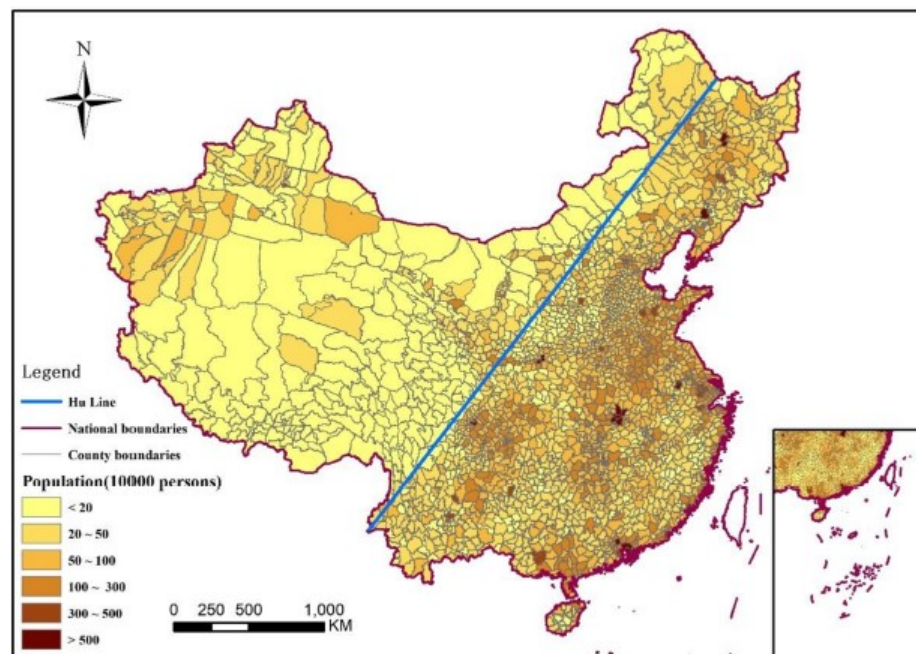 N
Legend
Hu Line
National boundaries
County boundaries
Population(10000 persons)
< 20
20 ~ 50
50 ~ 100
100 ~ 300
300 ~ 500
> 500
0 250 500 1,000
KM